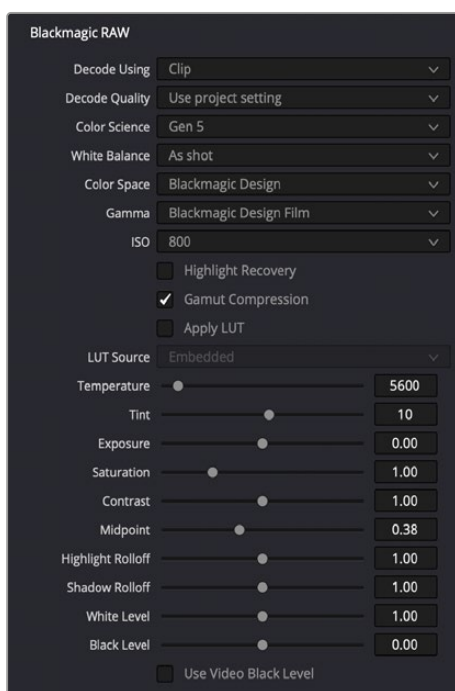 Blackmagic RAW
Decode Using Clip
Decode Quality Use project setting
Color Science Gen 5
White Balance As shot
Color Space Blackmagic Design
Gamma Blackmagic Design Film
ISO 800
Highlight Recovery
Gamut Compression
Apply LUT
LUT Source Embedded
Temperature 5600
Tint 10
Exposure 0.00
Saturation 1.00
Contrast 1.00
Midpoint 0.38
Highlight Rolloff 1.00
Shadow Rolloff 1.00
White Level 1.00
Black Level 0.00
Use Video Black Level